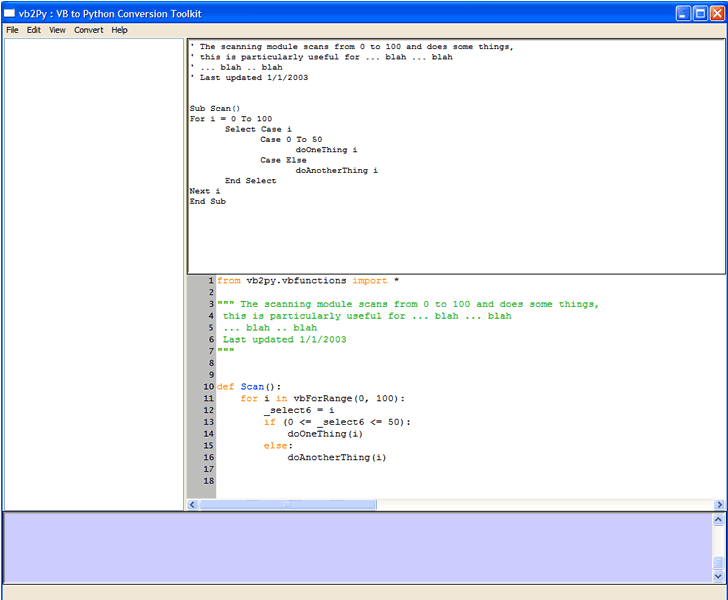 vb2Py : VB to Python Conversion Toolkit
File Edit View Convert Help
' The scanning module scans from 0 to 100 and does some things,
' this is particularly useful for ... blah ... blah
' ... blah .. blah
' Last updated 1/1/2003
Sub Scan()
For i = 0 To 100
Select Case i
Case 0 To 50
doOneThing i
Case Else
doAnotherThing i
End Select
Next i
End Sub
1 from vb2py.vbfunctions import *
2
3 """ The scanning module scans from 0 to 100 and does some things,
4 this is particularly useful for ... blah ... blah
5 ... blah .. blah
6 Last updated 1/1/2003
7 """
8
9
10 def Scan():
11 for i in vbForRange(0, 100):
12 _select6 = i
13 if (0 <= _select6 <= 50):
14 doOneThing(i)
15 else:
16 doAnotherThing(i)
17
18